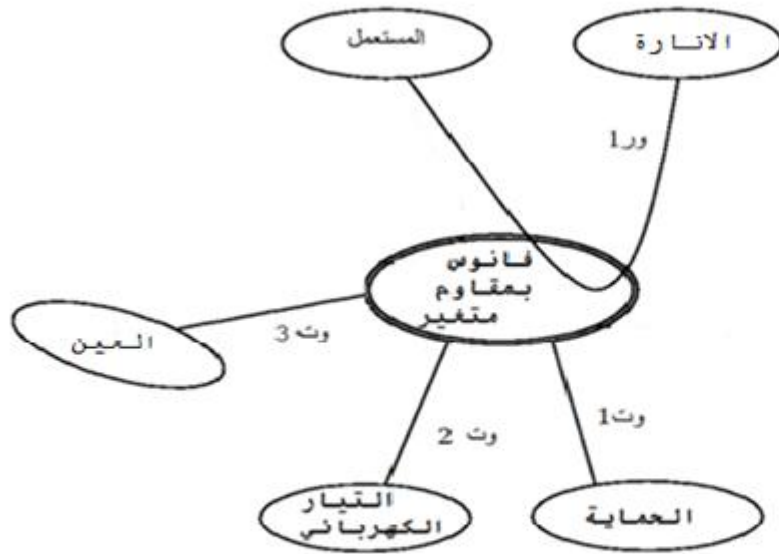 الانارة
المستعمل
ور1
فانوس
بمقاوم
متغير
العين
وت3
وت 2
وت1
التيار
الكهربائي
الحماية